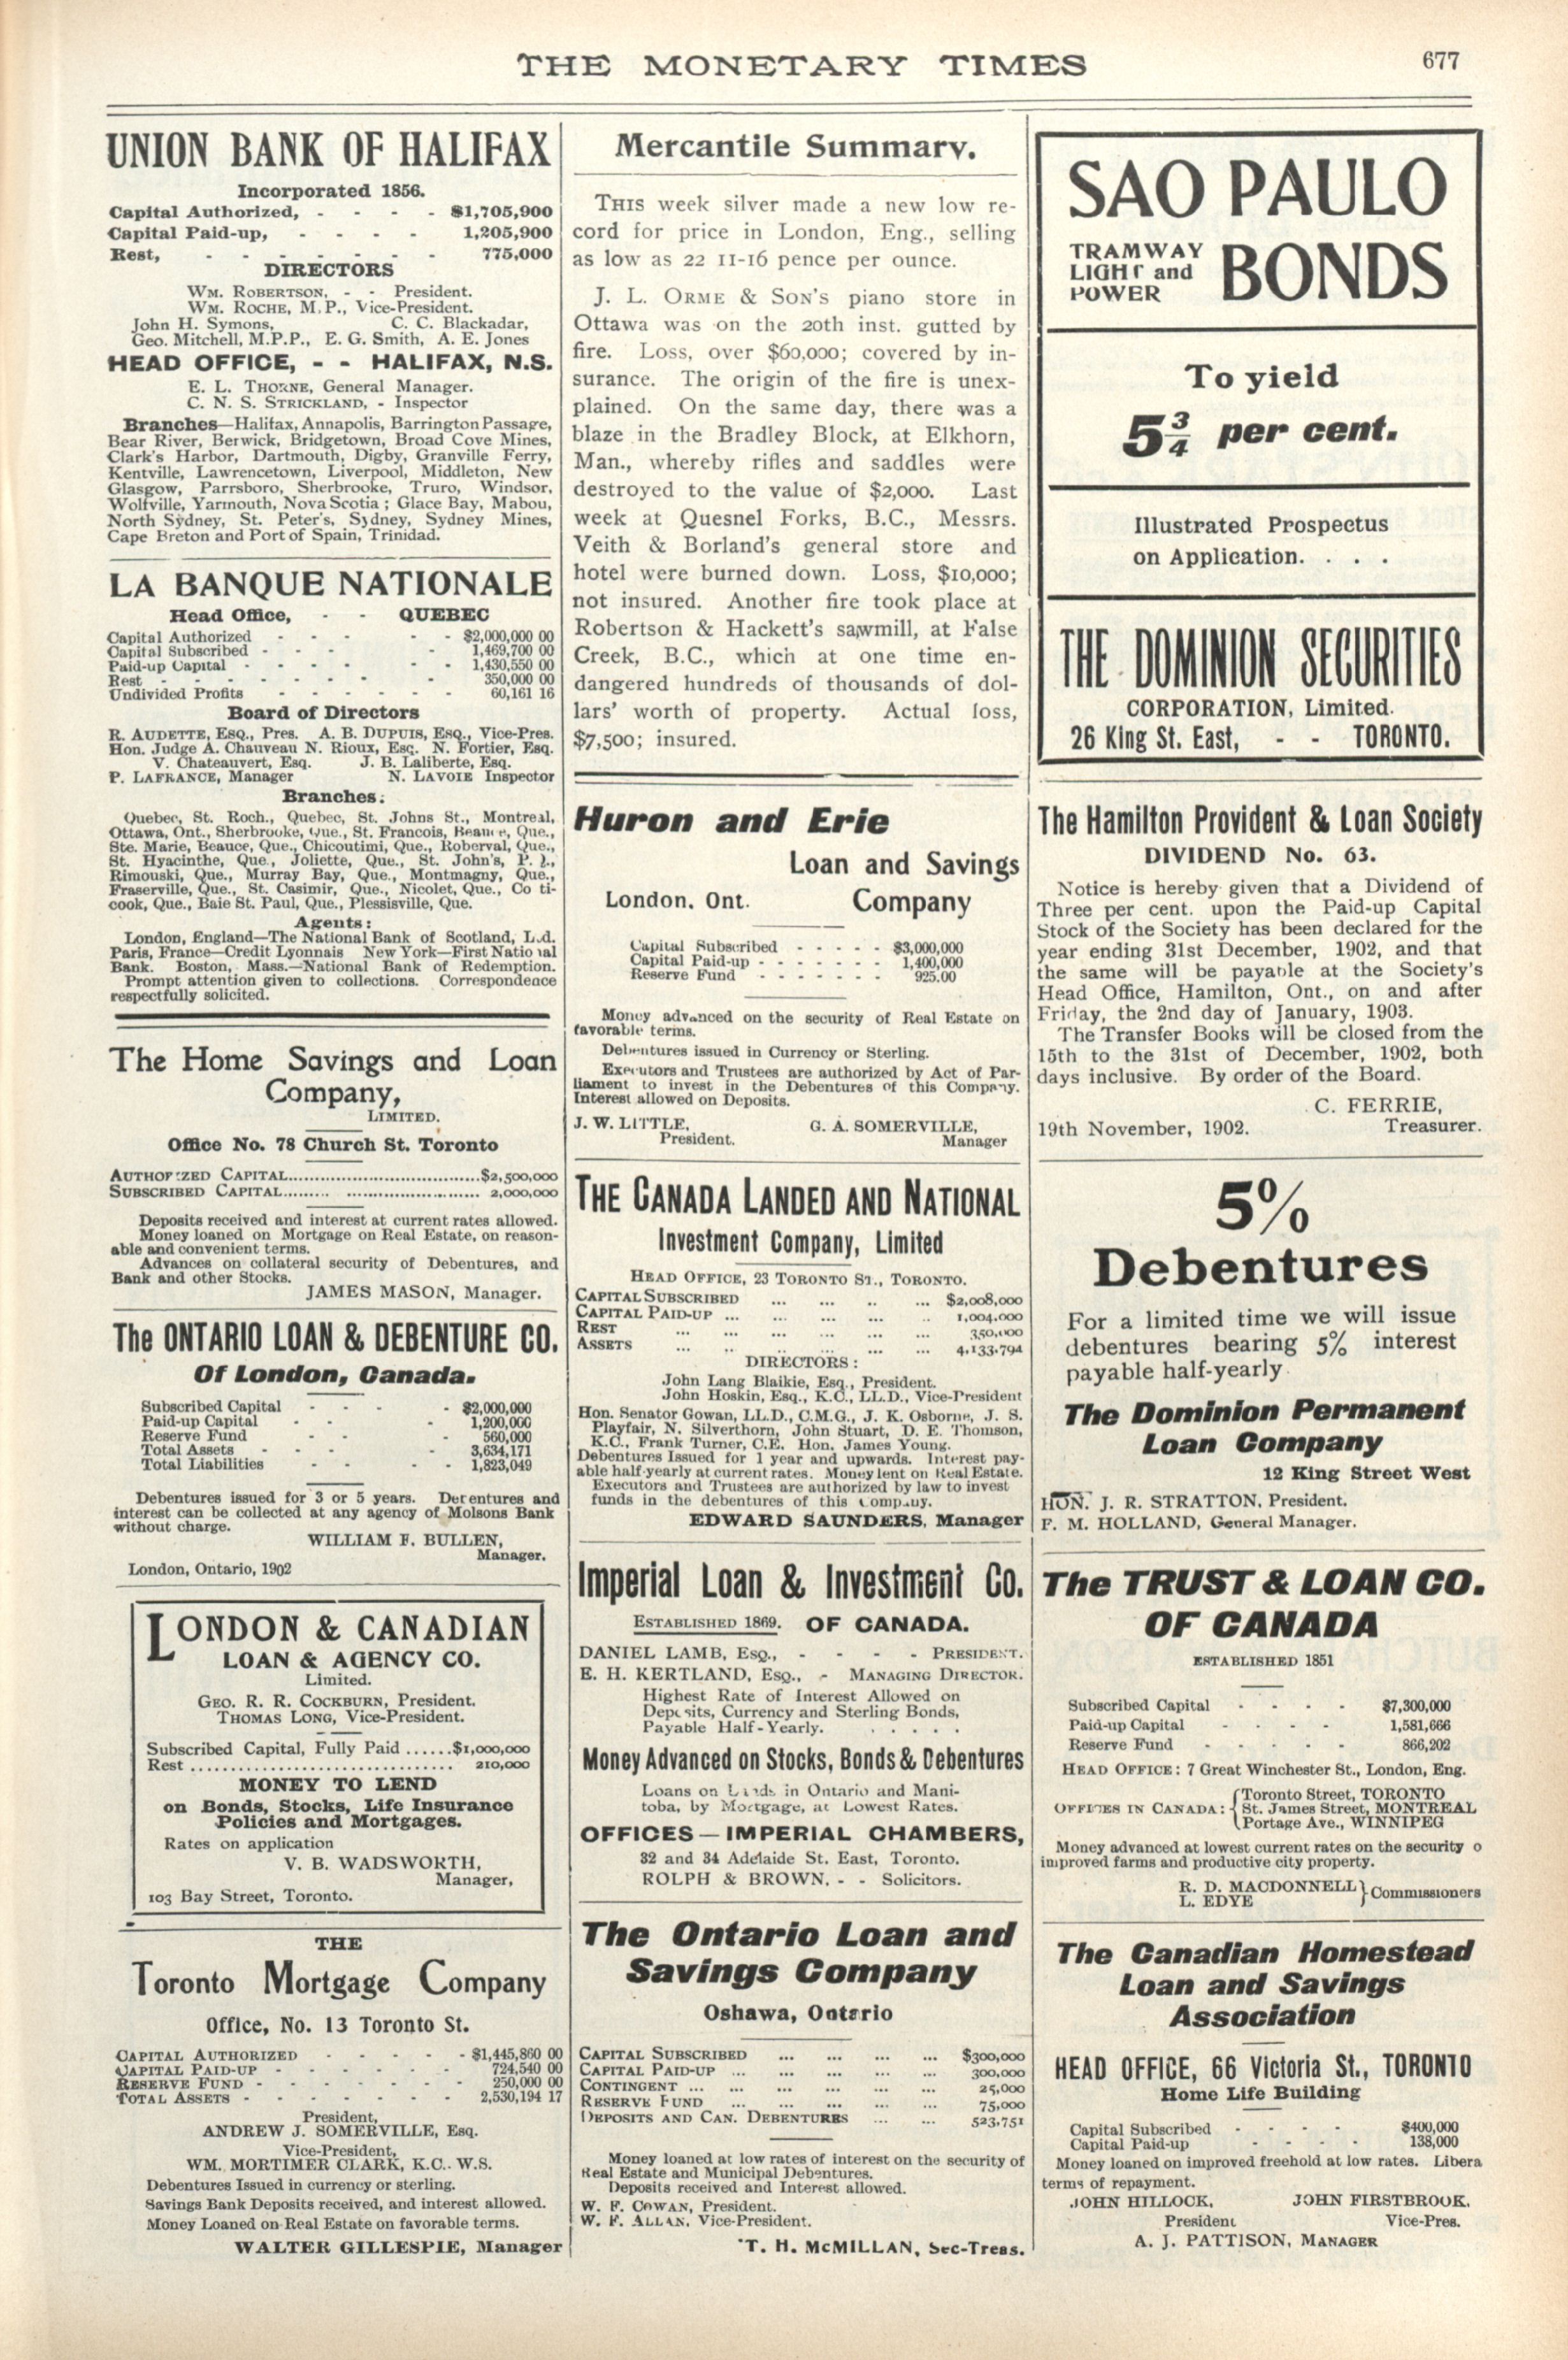 THE MONETARY TIMES
677
UNION BANK OF HALIFAX
Incorporated 1856.
Capital Authorized, - - - - $1,705,900
Capital Paid-up, - - - - 1,205,900
Rest, - - - - - - - 775,000
DIRECTORS
WM. ROBERTSON, - - President.
WM. ROCHE, M.P., Vice-President.
John H. Symons, C. C. Blackadar,
Geo. Mitchell, M.P.P., E. G. Smith, A. E. Jones
HEAD OFFICE, - - HALIFAX, N.S.
E. L. THORNE, General Manager.
C. N. S. STRICKLAND, - Inspector
Branches—Halifax, Annapolis, Barrington Passage,
Bear River, Berwick, Bridgetown, Broad Cove Mines,
Clark's Harbor, Dartmouth, Digby, Granville Ferry,
Kentville, Lawrencetown, Liverpool, Middleton, New
Glasgow, Parrsboro, Sherbrooke, Truro, Windsor,
Wolfville, Yarmouth, Nova Scotia; Glace Bay, Mabou,
North Sydney, St. Peter's, Sydney, Sydney Mines,
Cape Breton and Port of Spain, Trinidad.
LA BANQUE NATIONALE
Head Office, - - QUEBEC
Capital Authorized - - - - - $2,000,000 00
Capital Subscribed - - - - 1,469,700 00
Paid-up Capital - - - - - - 1,430,550 00
Rest - - - - - - - 350,000 00
Undivided Profits - - - - - - 60,161 16
Board of Directors
R. AUDETTE, ESQ., Pres. A. B. DUPUIS, ESQ., Vice-Pres.
Hon. Judge A. Chauveau N. Rioux, Esq. N. Fortier, Esq.
V. Chateauvert, Esq. J. B. Laliberte, Esq.
P. LAFRANCE, Manager N. LAVOIE Inspector
Branches:
Quebec, St. Roch., Quebec, St. Johns St., Montreal,
Ottawa, Ont., Sherbrooke, Que., St. Francois, Beauce, Que.,
Ste. Marie, Beauce, Que., Chicoutimi, Que., Roberval, Que.,
St. Hyacinthe, Que., Joliette, Que., St. John's, P. Q.,
Rimouski, Que., Murray Bay, Que., Montmagny, Que.,
Fraserville, Que., St. Casimir, Que., Nicolet, Que., Co ti-
cook, Que., Baie St. Paul, Que., Plessisville, Que.
Agents:
London, England—The National Bank of Scotland, L.d.
Paris, France—Credit Lyonnais New York—First National
Bank. Boston, Mass.—National Bank of Redemption.
Prompt attention given to collections. Correspondence
respectfully solicited.
The Home Savings and Loan
Company,
LIMITED.
Office No. 78 Church St. Toronto
AUTHORIZED CAPITAL....................$2,500,000
SUBSCRIBED CAPITAL.................... 2,000,000
Deposits received and interest at current rates allowed.
Money loaned on Mortgage on Real Estate, on reason-
able and convenient terms.
Advances on collateral security of Debentures, and
Bank and other Stocks.
JAMES MASON, Manager.
The ONTARIO LOAN & DEBENTURE CO.
Of London, Canada.
Subscribed Capital - - - - $2,000,000
Paid-up Capital - - - 1,200,000
Reserve Fund - - - 560,000
Total Assets - - - - 3,634,171
Total Liabilities - - - - 1,823,049
Debentures issued for 3 or 5 years. Debentures and
interest can be collected at any agency of Molsons Bank
without charge.
WILLIAM F. BULLEN,
Manager.
London, Ontario, 1902
LONDON & CANADIAN
LOAN & AGENCY CO.
Limited.
GEO. R. R. COCKBURN, President.
THOMAS LONG, Vice-President.
Subscribed Capital, Fully Paid ......$1,000,000
Rest .................................. 210,000
MONEY TO LEND
on Bonds, Stocks, Life Insurance
Policies and Mortgages.
Rates on application
V. B. WADSWORTH,
Manager,
103 Bay Street, Toronto.
THE
Toronto Mortgage Company
Office, No. 13 Toronto St.
CAPITAL AUTHORIZED - - - - - $1,445,860 00
CAPITAL PAID-UP - - - - - - 724,540 00
RESERVE FUND - - - - - - 250,000 00
TOTAL ASSETS - - - - - - 2,530,194 17
President,
ANDREW J. SOMERVILLE, Esq.
Vice-President,
WM. MORTIMER CLARK, K.C.. W.S.
Debentures Issued in currency or sterling.
Savings Bank Deposits received, and interest allowed.
Money Loaned on Real Estate on favorable terms.
WALTER GILLESPIE, Manager
Mercantile Summary.
THIS week silver made a new low re-
cord for price in London, Eng., selling
as low as 22 11-16 pence per ounce.
J. L. ORME & SON'S piano store in
Ottawa was on the 20th inst. gutted by
fire. Loss, over $60,000; covered by in-
surance. The origin of the fire is unex-
plained. On the same day, there was a
blaze in the Bradley Block, at Elkhorn,
Man., whereby rifles and saddles were
destroyed to the value of $2,000. Last
week at Quesnel Forks, B.C., Messrs.
Veith & Borland's general store and
hotel were burned down. Loss, $10,000;
not insured. Another fire took place at
Robertson & Hackett's sawmill, at False
Creek, B.C., which at one time en-
dangered hundreds of thousands of dol-
lars' worth of property. Actual loss,
$7,500; insured.
Huron and Erie
Loan and Savings
London, Ont. Company
Capital Subscribed - - - - - $3,000,000
Capital Paid-up - - - - - - - 1,400,000
Reserve Fund - - - - - - - 925.00
Money advanced on the security of Real Estate on
favorable terms.
Debentures issued in Currency or Sterling.
Executors and Trustees are authorized by Act of Par-
liament to invest in the Debentures of this Company.
Interest allowed on Deposits.
J. W. LITTLE, G. A. SOMERVILLE,
President. Manager
THE CANADA LANDED AND NATIONAL
Investment Company, Limited
HEAD OFFICE, 23 TORONTO ST., TORONTO.
CAPITAL SUBSCRIBED ... ... .. ... $2,008,000
CAPITAL PAID-UP ... ... ... ... .. 1,004,000
REST ... ... ... ... ... 350,000
ASSETS ... .. ... ... ... 4,133,794
DIRECTORS:
John Lang Blaikie, Esq., President.
John Hoskin, Esq., K.C., LL.D., Vice-President
Hon. Senator Gowan, LL.D., C.M.G., J. K. Osborne, J. S.
Playfair, N. Silverthorn, John Stuart, D. E. Thomson,
K.C., Frank Turner, C.E. Hon. James Young.
Debentures Issued for 1 year and upwards. Interest pay-
able half-yearly at current rates. Money lent on Real Estate.
Executors and Trustees are authorized by law to invest
funds in the debentures of this Company.
EDWARD SAUNDERS, Manager
Imperial Loan & Investment Co.
ESTABLISHED 1869. OF CANADA.
DANIEL LAMB, ESQ., - - - - PRESIDENT.
E. H. KERTLAND, ESQ., - MANAGING DIRECTOR.
Highest Rate of Interest Allowed on
Deposits, Currency and Sterling Bonds,
Payable Half-Yearly. . . . . .
Money Advanced on Stocks, Bonds & Debentures
Loans on Lands in Ontario and Mani-
toba, by Mortgage, at Lowest Rates.
OFFICES—IMPERIAL CHAMBERS,
32 and 34 Adelaide St. East, Toronto.
ROLPH & BROWN, - - Solicitors.
The Ontario Loan and
Savings Company
Oshawa, Ontario
CAPITAL SUBSCRIBED ... ... ... ... $300,000
CAPITAL PAID-UP ... ... ... ... ... 300,000
CONTINGENT ... ... ... ... ... ... 25,000
RESERVE FUND ... ... ... ... ... 75,000
DEPOSITS AND CAN. DEBENTURES ... ... 523,751
Money loaned at low rates of interest on the security of
Real Estate and Municipal Debentures.
Deposits received and Interest allowed.
W. F. COWAN, President.
W. F. ALLAN, Vice-President.
T. H. McMILLAN, Sec-Treas.
SAO PAULO
TRAMWAY
LIGHT and
POWER
BONDS
To yield
5¾ per cent.
Illustrated Prospectus
on Application. . . .
THE DOMINION SECURITIES
CORPORATION, Limited.
26 King St. East, - - TORONTO.
The Hamilton Provident & Loan Society
DIVIDEND No. 63.
Notice is hereby given that a Dividend of
Three per cent. upon the Paid-up Capital
Stock of the Society has been declared for the
year ending 31st December, 1902, and that
the same will be payable at the Society's
Head Office, Hamilton, Ont., on and after
Friday, the 2nd day of January, 1903.
The Transfer Books will be closed from the
15th to the 31st of December, 1902, both
days inclusive. By order of the Board.
C. FERRIE,
19th November, 1902. Treasurer.
5%
Debentures
For a limited time we will issue
debentures bearing 5% interest
payable half-yearly.
The Dominion Permanent
Loan Company
12 King Street West
HON. J. R. STRATTON, President.
F. M. HOLLAND, General Manager.
The TRUST & LOAN CO.
OF CANADA
ESTABLISHED 1851
Subscribed Capital - - - - $7,300,000
Paid-up Capital - - - - 1,581,666
Reserve Fund - - - - - 866,202
HEAD OFFICE: 7 Great Winchester St., London, Eng.
OFFICES IN CANADA: Toronto Street, TORONTO
St. James Street, MONTREAL
Portage Ave., WINNIPEG
Money advanced at lowest current rates on the security o
improved farms and productive city property.
R. D. MACDONNELL
L. EDYE } Commissioners
The Canadian Homestead
Loan and Savings
Association
HEAD OFFICE, 66 Victoria St., TORONTO
Home Life Building
Capital Subscribed - - - - $400,000
Capital Paid-up - - - - 138,000
Money loaned on improved freehold at low rates. Libera
terms of repayment.
JOHN HILLOCK, JOHN FIRSTBROOK,
President Vice-Pres.
A. J. PATTISON, MANAGER